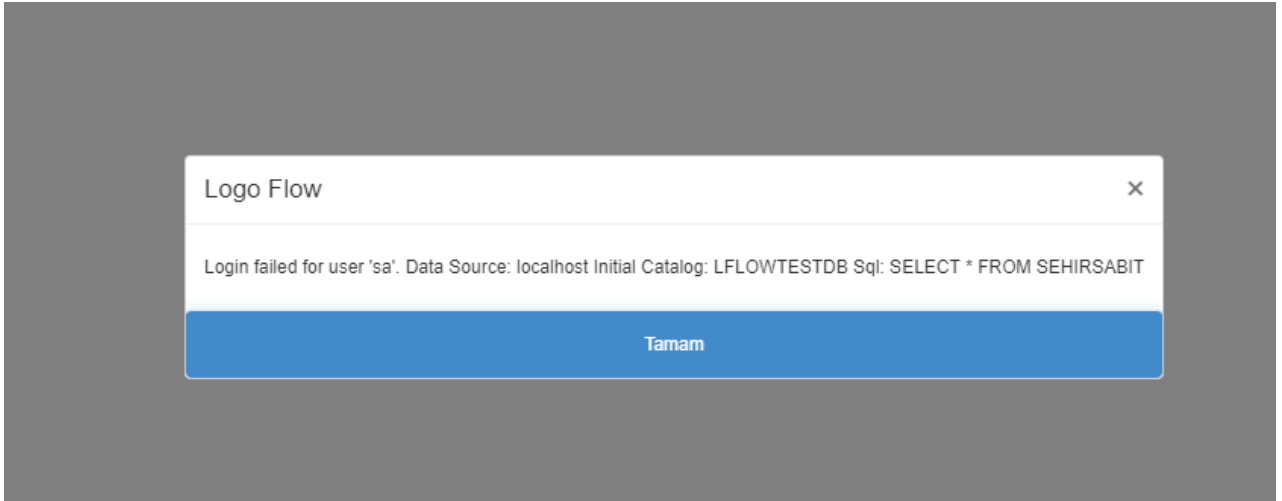 Logo Flow ×
Login failed for user 'sa'. Data Source: localhost Initial Catalog: LFLOWTESTDB Sql: SELECT * FROM SEHIRSABIT
Tamam